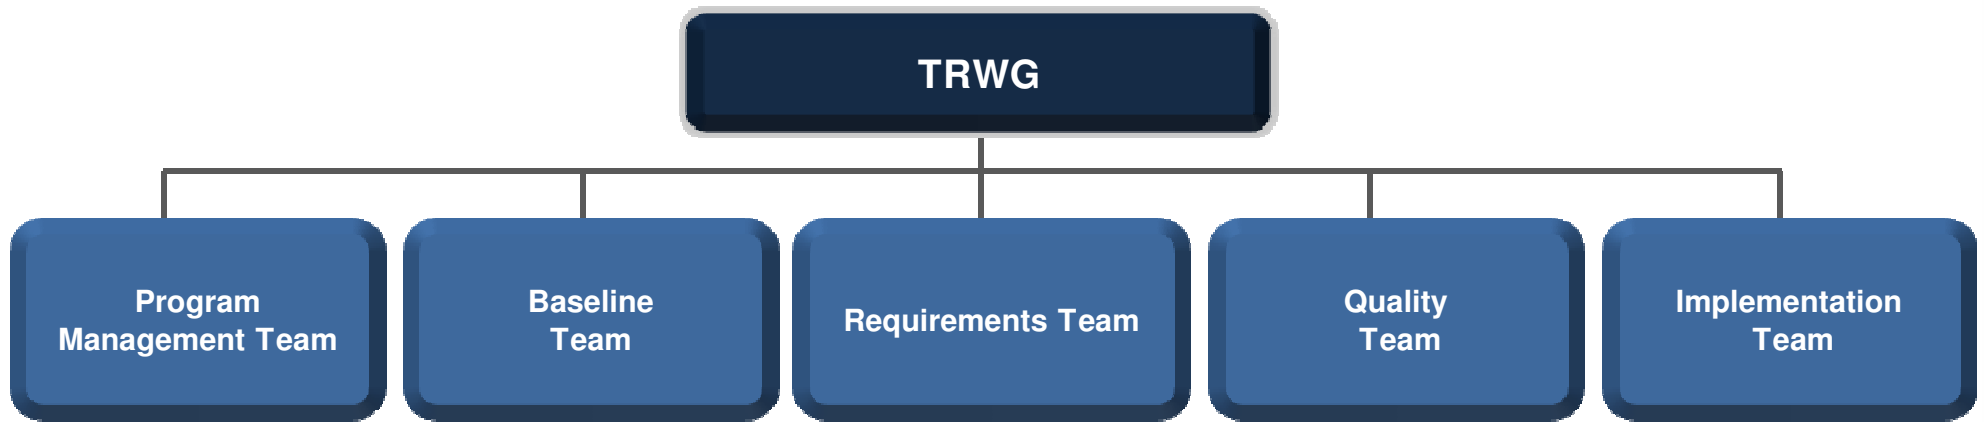 TRWG
Program
Management Team
Baseline
Team
Requirements Team
Quality
Team
Implementation
Team